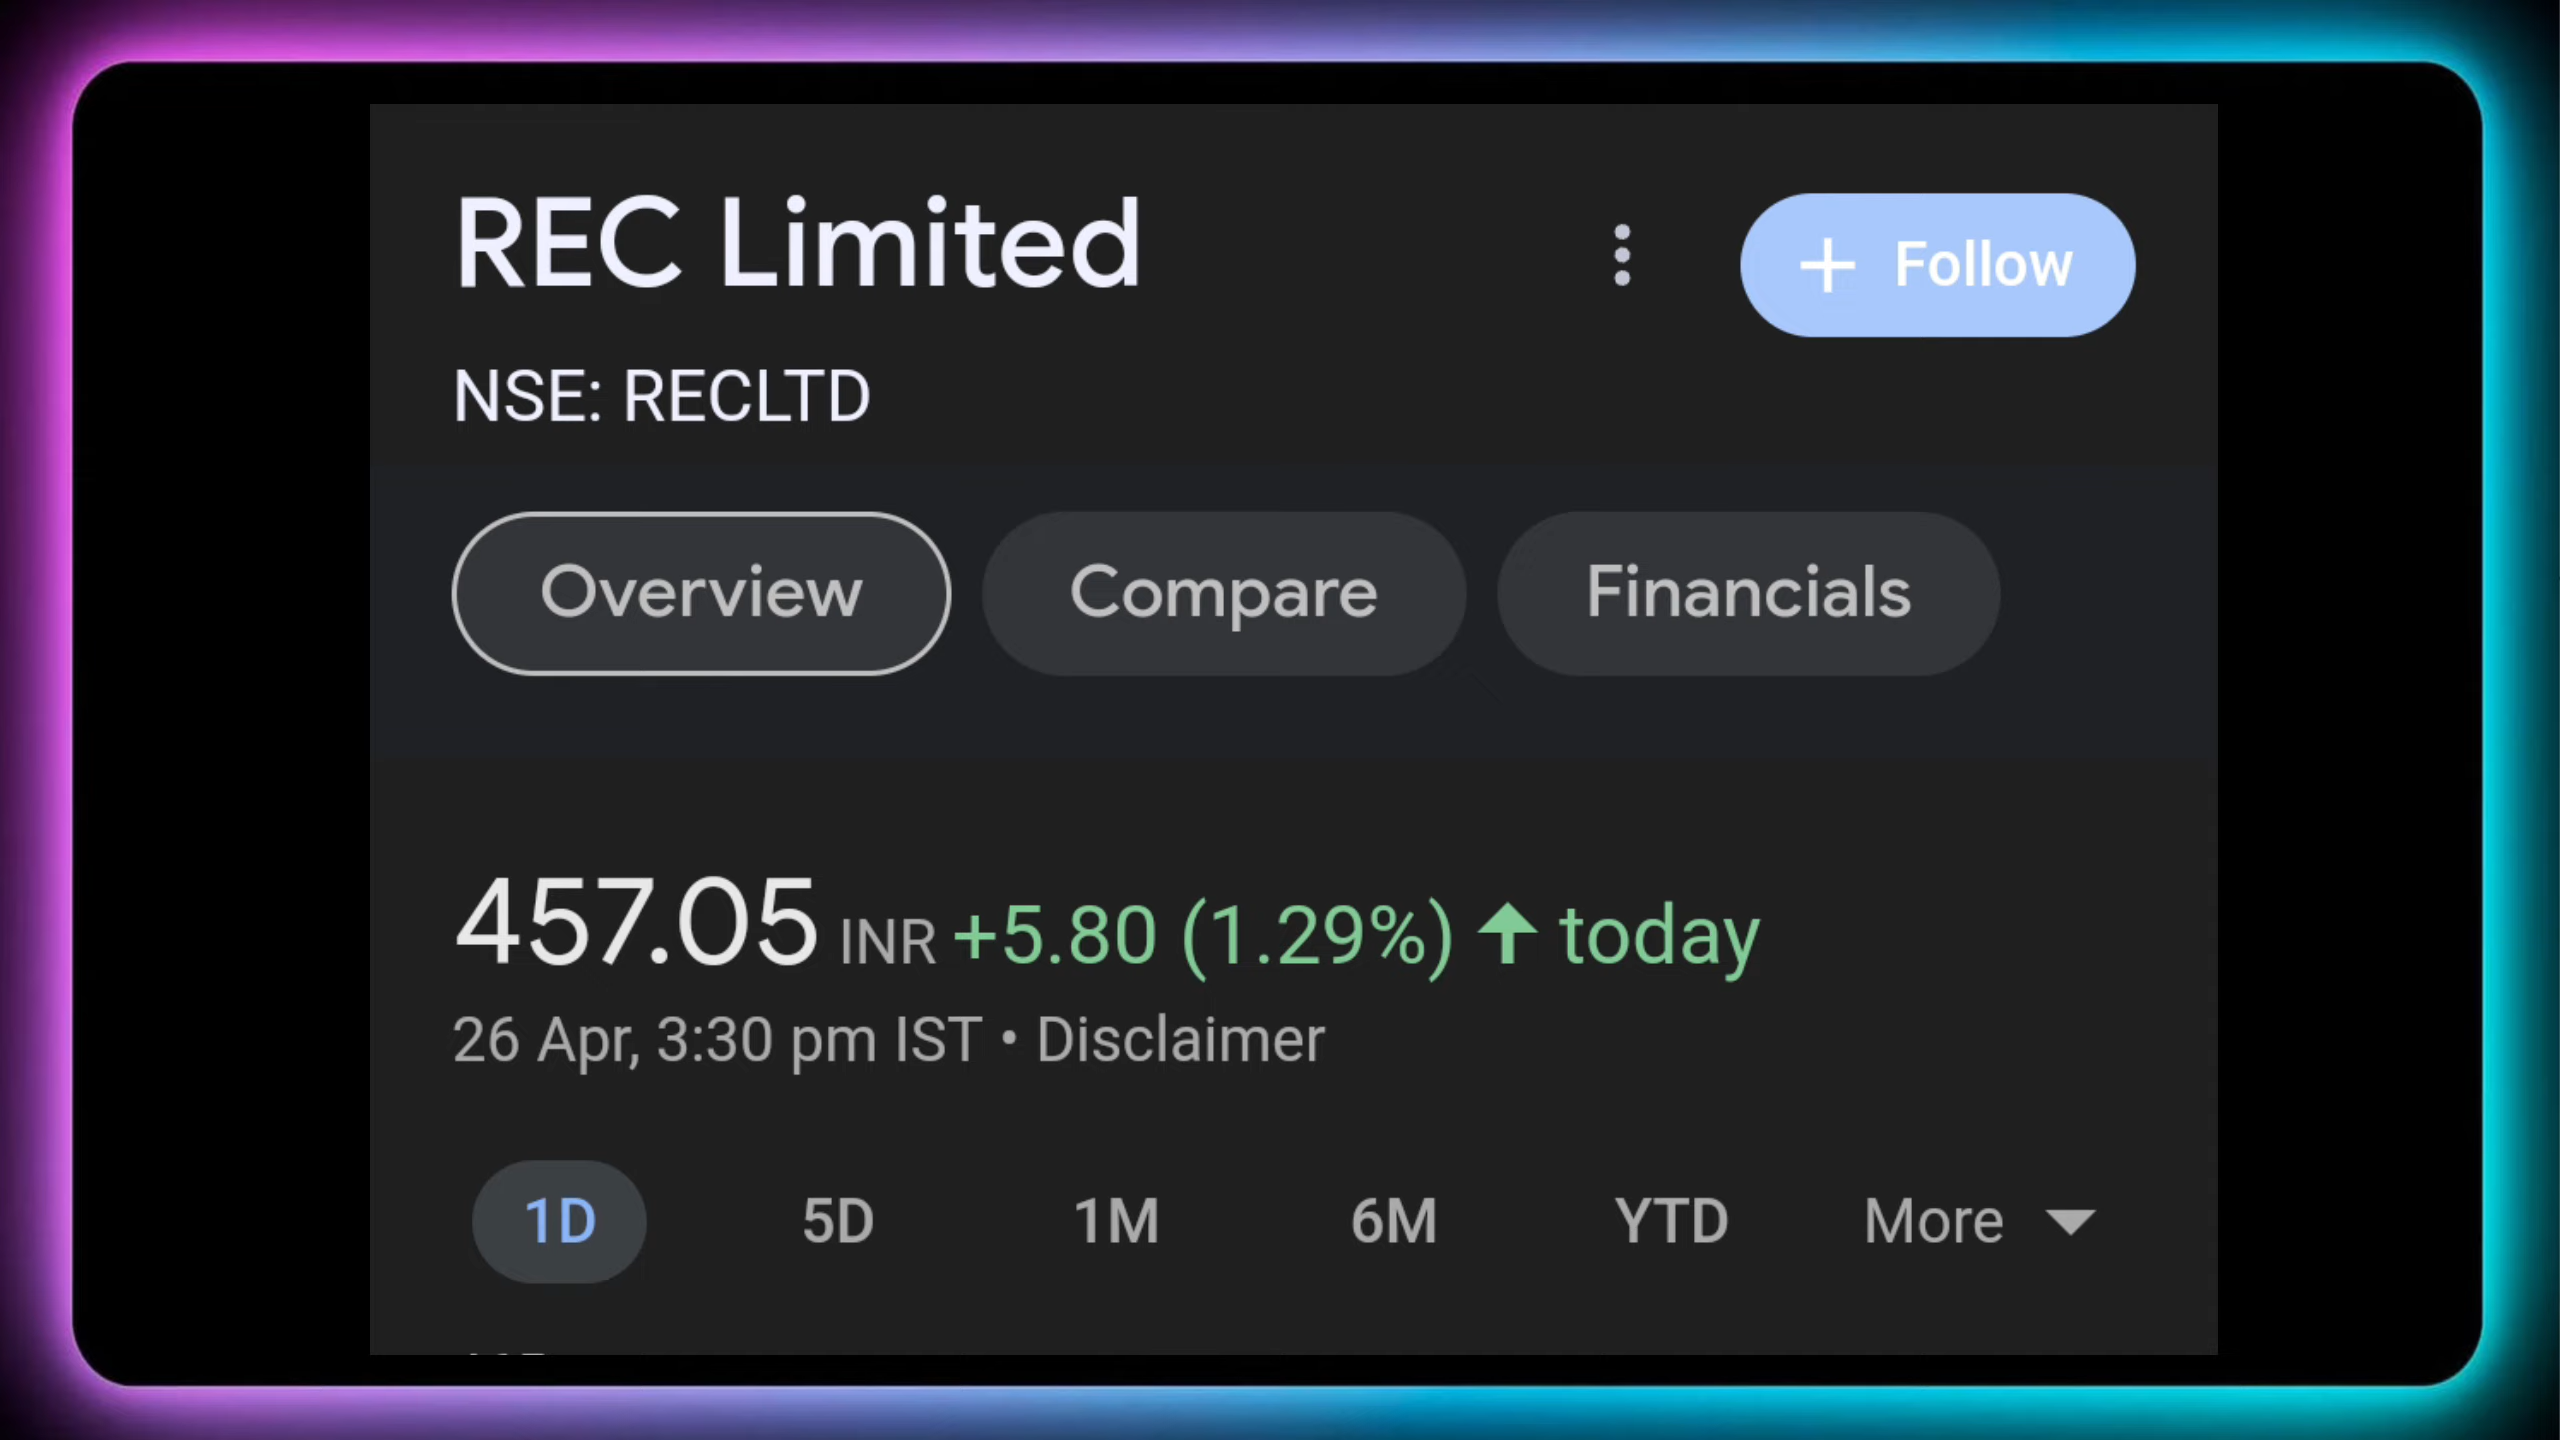 REC Limited
+ Follow
NSE: RECLTD
Overview
Compare
Financials
457.05 INR +5.80 (1.29%) ↑ today
26 Apr, 3:30 pm IST • Disclaimer
1D 5D 1M 6M YTD More